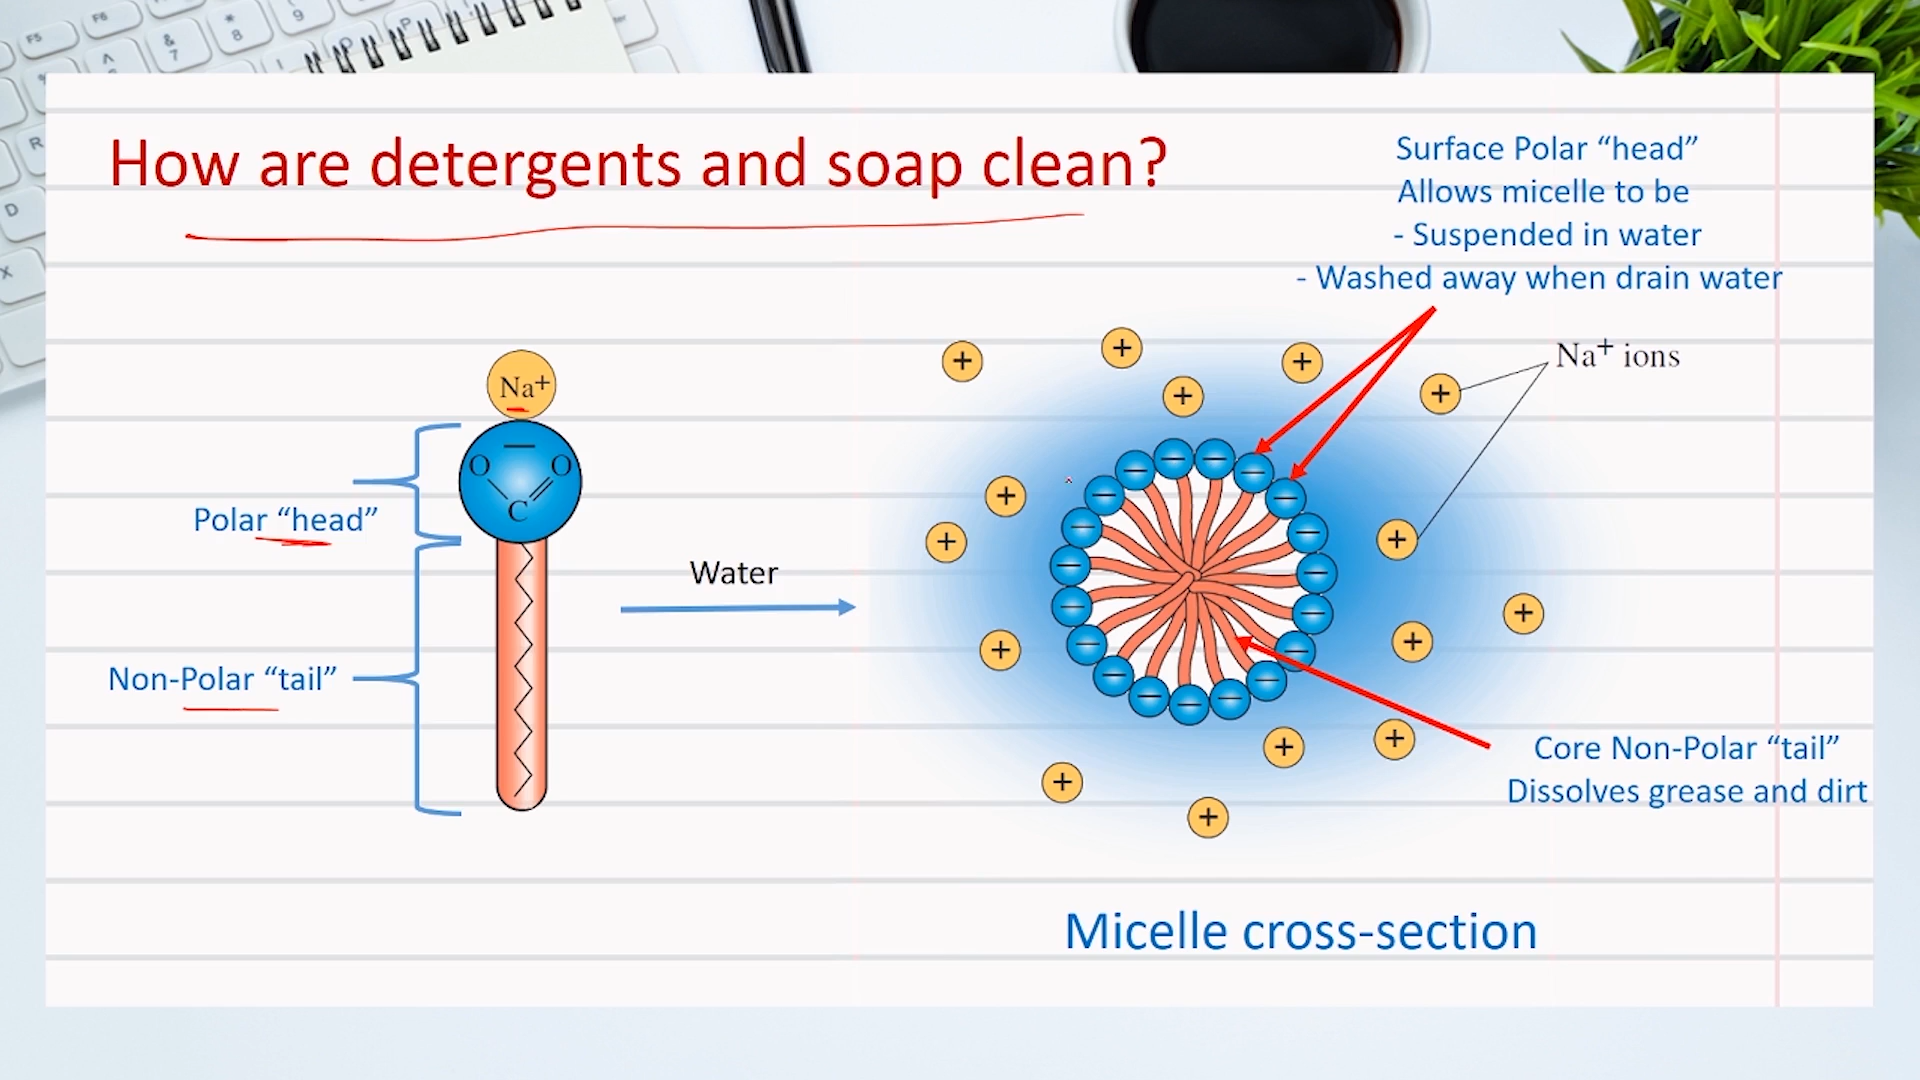 How are detergents and soap clean?
Surface Polar “head”
Allows micelle to be
- Suspended in water
- Washed away when drain water
Na+ ions
Na+
O O
C
Polar “head”
Non-Polar “tail”
Water
Core Non-Polar “tail”
Dissolves grease and dirt
Micelle cross-section